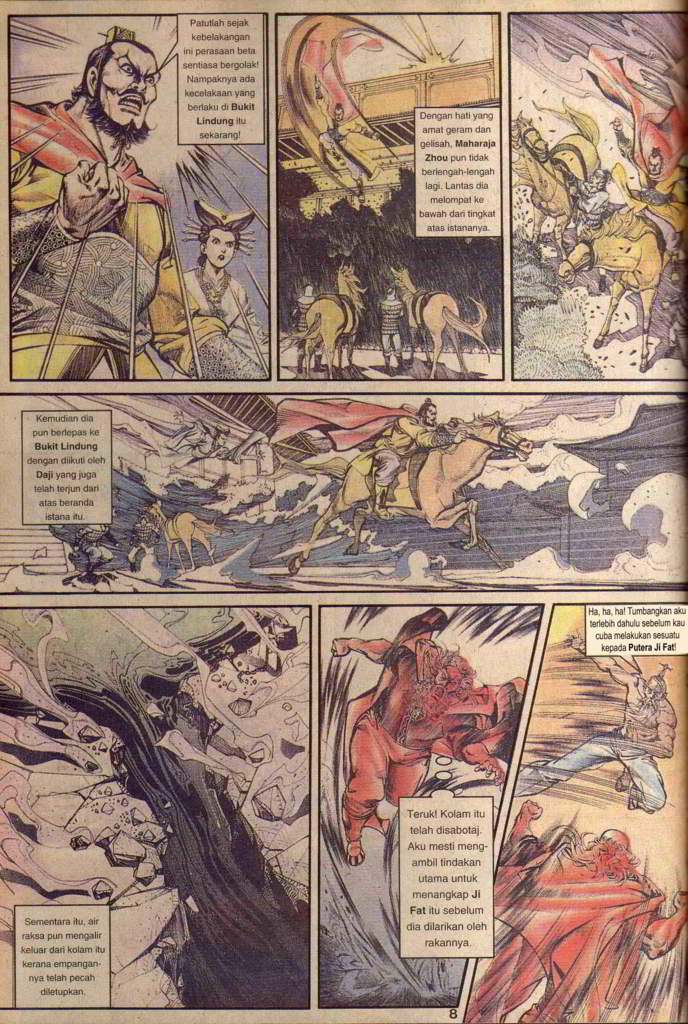 Patutlah sejak
kebelakangan
ini perasaan beta
sentiasa bergolak!
Nampaknya ada
kecelakaan yang
berlaku di Bukit
Lindung itu
sekarang!
Dengan hati yang
amat geram dan
gelisah, Maharaja
Zhou pun tidak
berlengah-lengah
lagi. Lantas dia
melompat ke
bawah dari tingkat
atas istananya.
Kemudian dia
pun berlepas ke
Bukit Lindung
dengan diikuti oleh
Daji yang juga
telah terjun dari
atas beranda
istana itu.
Sementara itu, air
raksa pun mengalir
keluar dari kolam itu
kerana empangan-
nya telah pecah
diletupkan.
Teruk! Kolam itu
telah disabotaj.
Aku mesti meng-
ambil tindakan
utama untuk
menangkap Ji
Fat itu sebelum
dia dilarikan oleh
rakannya.
Ha, ha, ha! Tumbangkan aku
terlebih dahulu sebelum kau
cuba melakukan sesuatu
kepada Putera Ji Fat!
8